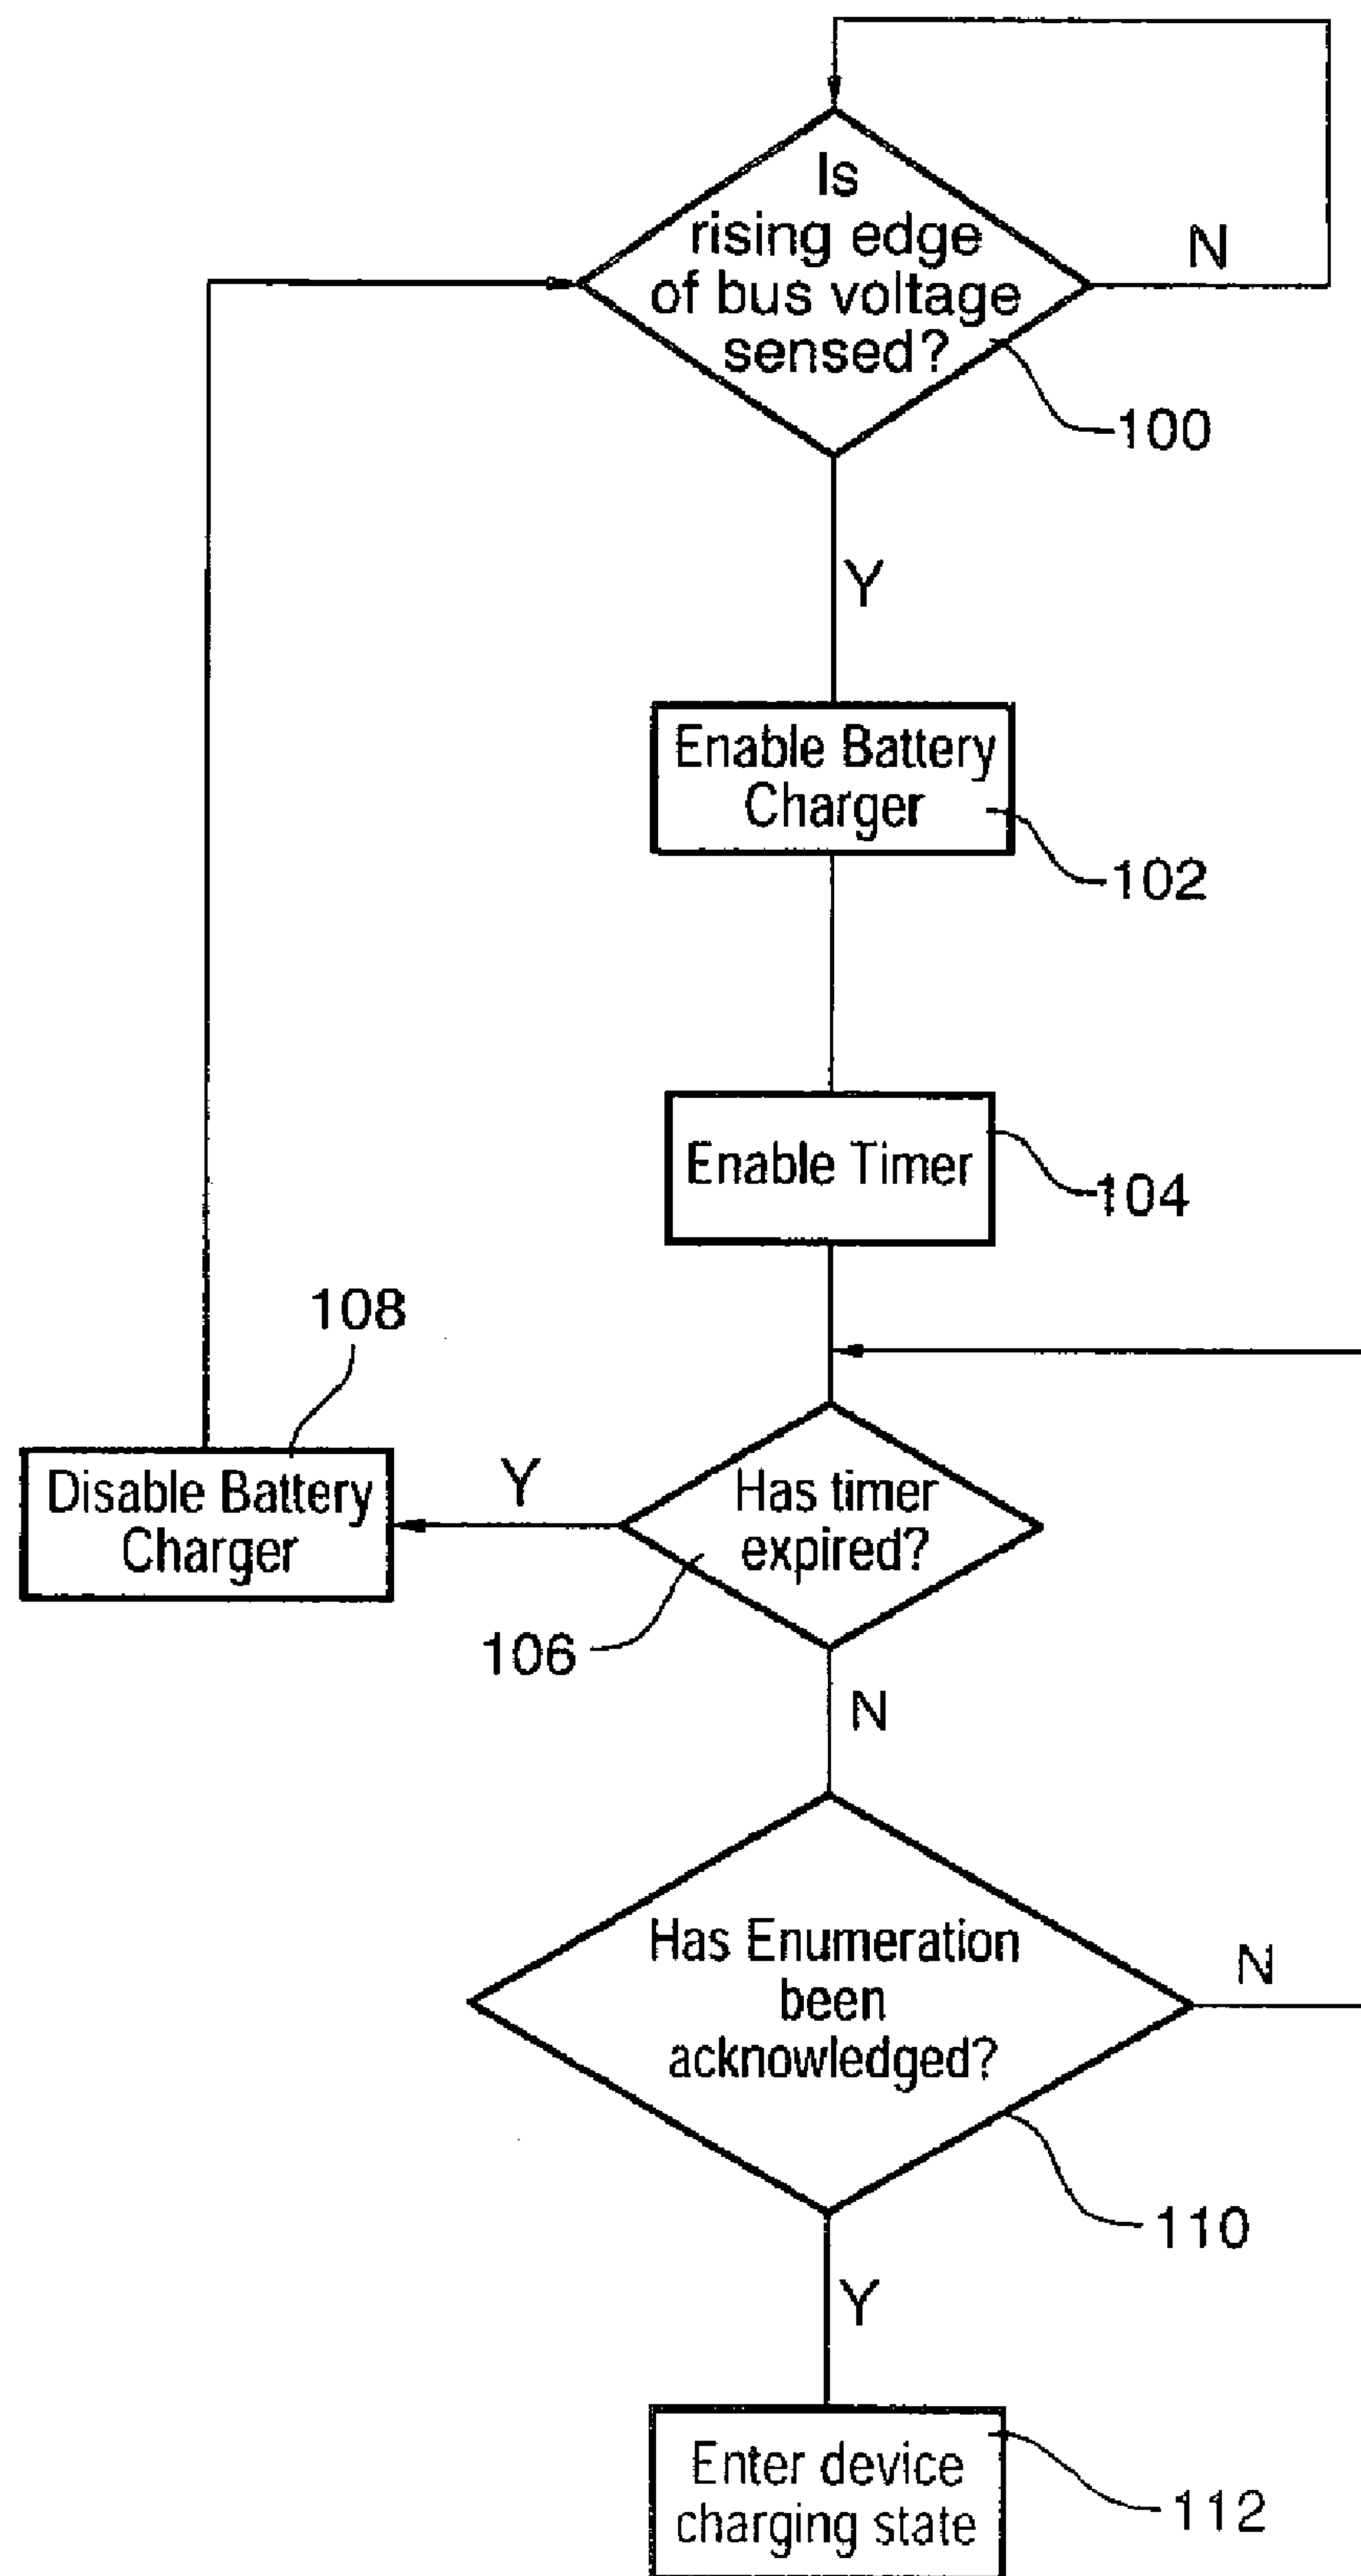 Is
rising edge
of bus voltage
sensed?
N
100
Y
Enable Battery
Charger
102
Enable Timer
104
108
Disable Battery
Charger
Y
Has timer
expired?
106
N
Has Enumeration
been
acknowledged?
N
110
Y
Enter device
charging state
112